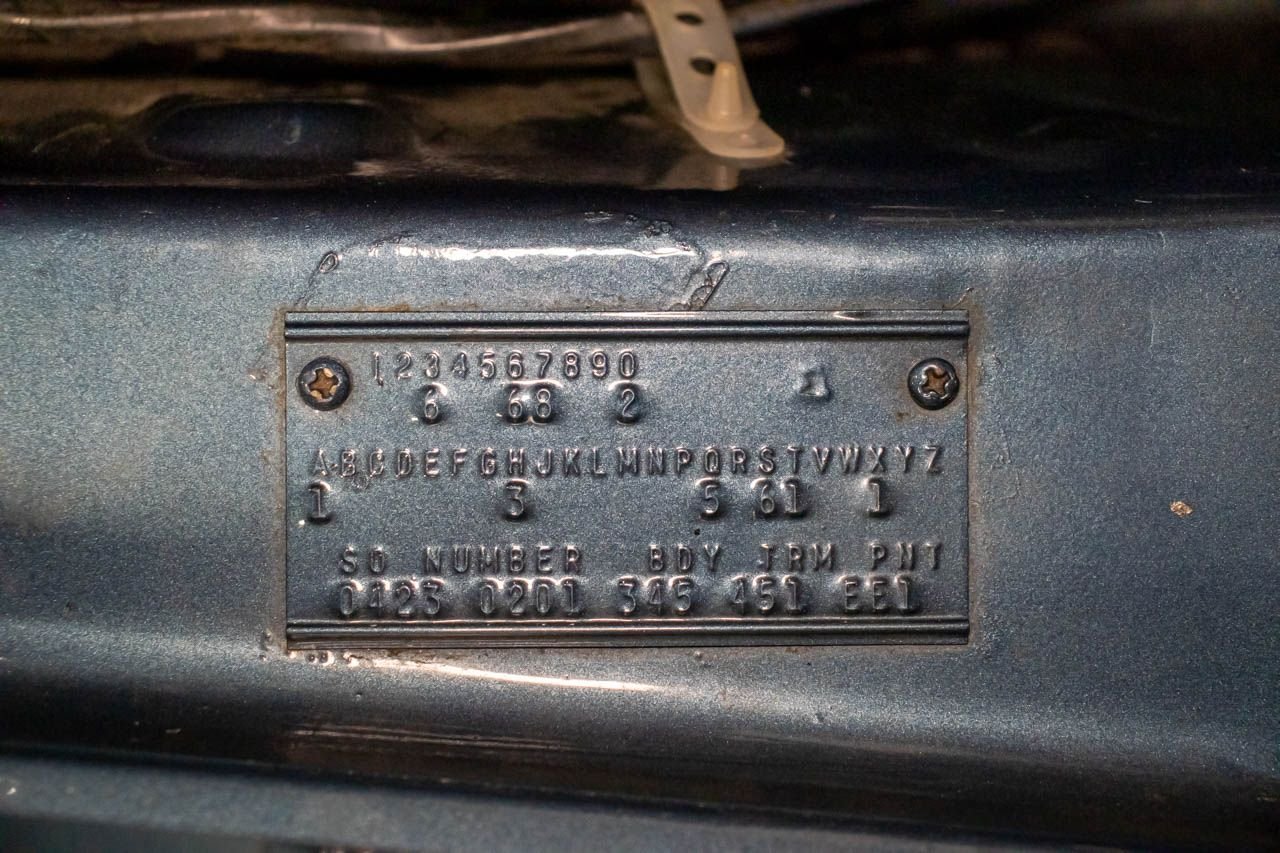 1234567890
6 68 2
ABCDEFGHJKLMNPQRSTVWXYZ
1 3 5 61 1
SO NUMBER BDY TRM PNT
0423 0201 345 451 EE1